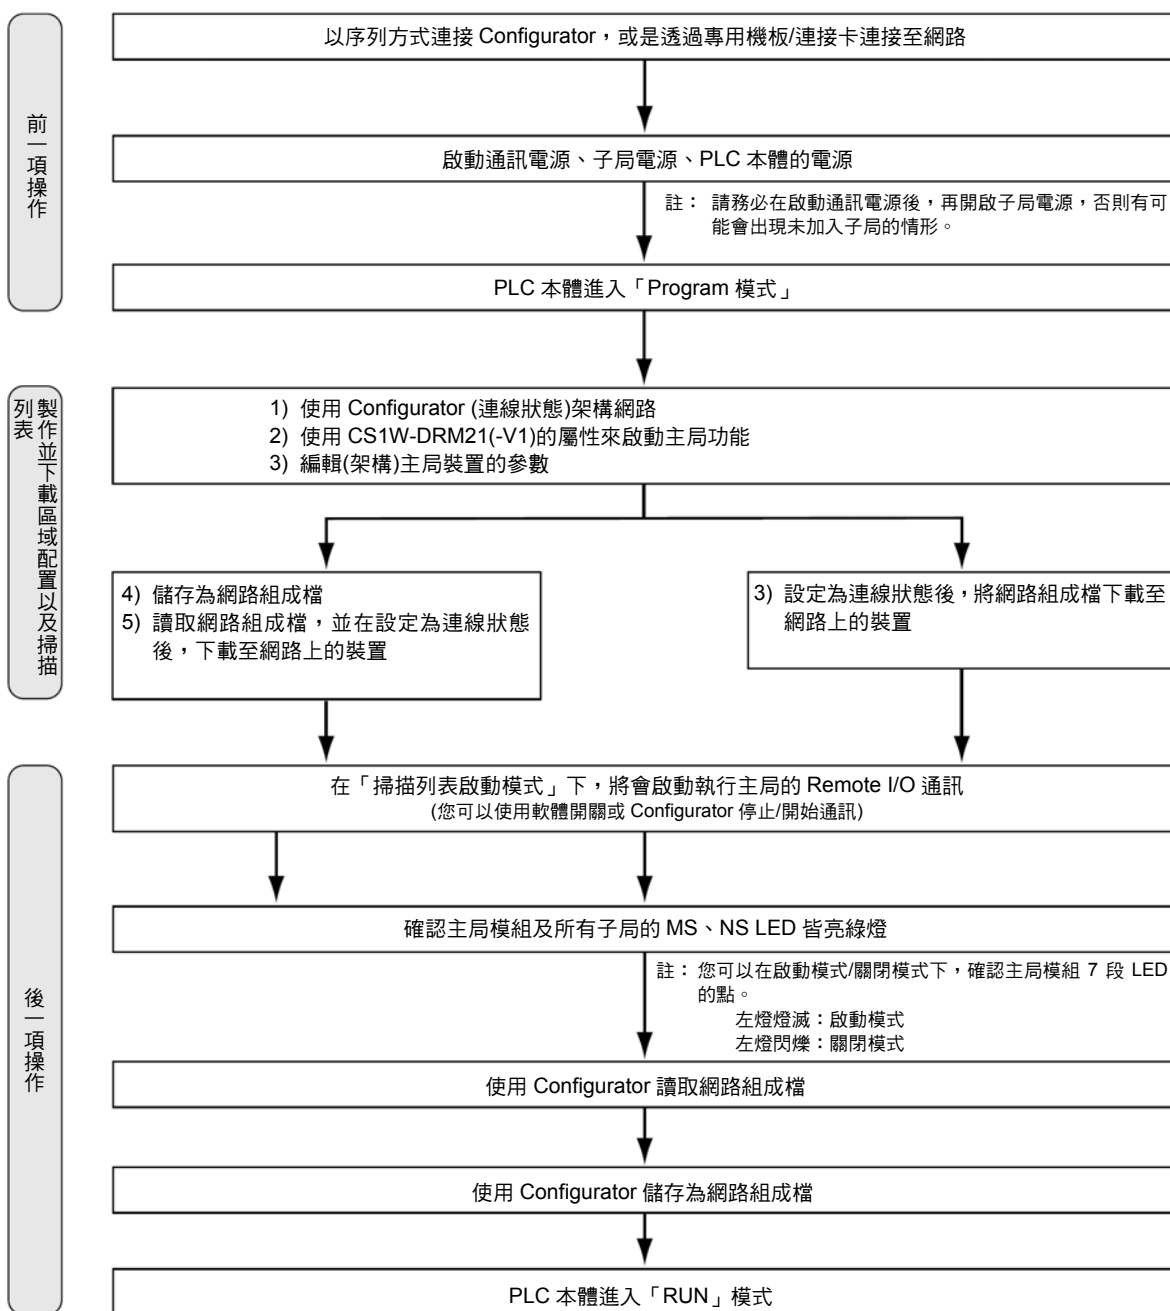 前一項操作
以序列方式連接 Configurator，或是透過專用機板/連接卡連接至網路
啟動通訊電源、子局電源、PLC 本體的電源
註： 請務必在啟動通訊電源後，再開啟子局電源，否則有可
能會出現未加入子局的情形。
PLC 本體進入「Program 模式」
製作並下載區域配置以及掃描
列表
1) 使用 Configurator (連線狀態)架構網路
2) 使用 CS1W-DRM21(-V1)的屬性來啟動主局功能
3) 編輯(架構)主局裝置的參數
4) 儲存為網路組成檔
5) 讀取網路組成檔，並在設定為連線狀態
後，下載至網路上的裝置
3) 設定為連線狀態後，將網路組成檔下載至
網路上的裝置
後一項操作
在「掃描列表啟動模式」下，將會啟動執行主局的 Remote I/O 通訊
(您可以使用軟體開關或 Configurator 停止/開始通訊)
確認主局模組及所有子局的 MS、NS LED 皆亮綠燈
註： 您可以在啟動模式/關閉模式下，確認主局模組 7 段 LED
的點。
左燈燈滅：啟動模式
左燈閃爍：關閉模式
使用 Configurator 讀取網路組成檔
使用 Configurator 儲存為網路組成檔
PLC 本體進入「RUN」模式